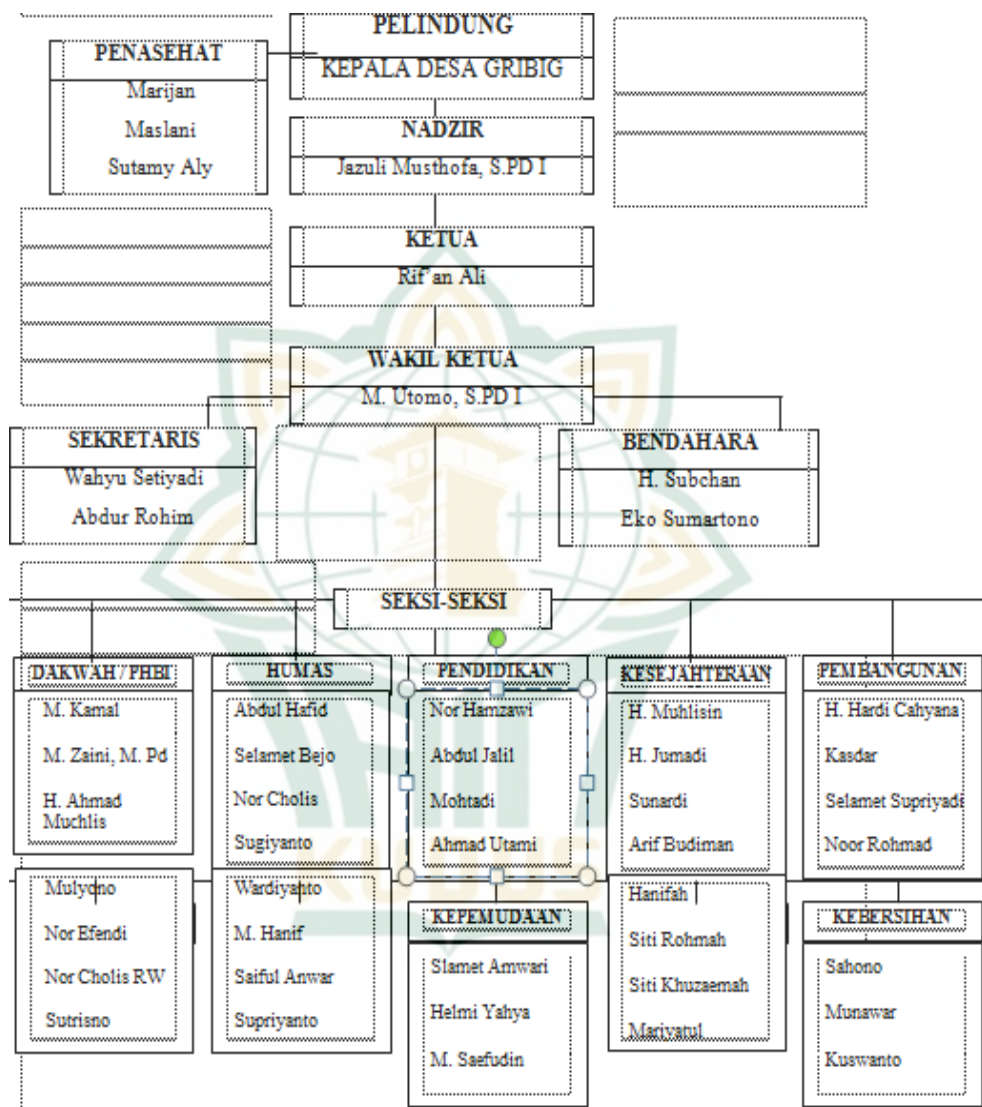 PELINDUNG
KEPALA DESA GRIBIG
PENASEHAT
Marijan
Maslani
Sutamy Aly
NADZIR
Jazuli Musthofa, S.PD I
KETUA
Rif'an Ali
WAKIL KETUA
M. Utomo, S.PD I
SEKRETARIS
Wahyu Setiyadi
Abdur Rohim
BENDAHARA
H. Subchan
Eko Sumartono
SEKSI-SEKSI
DAKWAH / PHBI
M. Kamal
M. Zaini, M. Pd
H. Ahmad
Muchlis
HUMAS
Abdul Hafid
Selamet Bejo
Nor Cholis
Sugiyanto
PENDIDIKAN
Nor Hamzawi
Abdul Jalil
Mohtadi
Ahmad Utami
KESEJAHTERAAN
H. Muhlisin
H. Jumadi
Sunardi
Arif Budiman
PEMBANGUNAN
H. Hardi Cahyana
Kasdar
Selamet Supriyadi
Noor Rohmad
Mulyono
Nor Efendi
Nor Cholis RW
Sutrisno
Wardiyanto
M. Hanif
Saiful Anwar
Supriyanto
KEPEMUDAAN
Slamet Amwari
Helmi Yahya
M. Saefudin
Hanifah
Siti Rohmah
Siti Khuzaemah
Mariyatul
KEBERSIHAN
Sahono
Munawar
Kuswanto
KUDUS